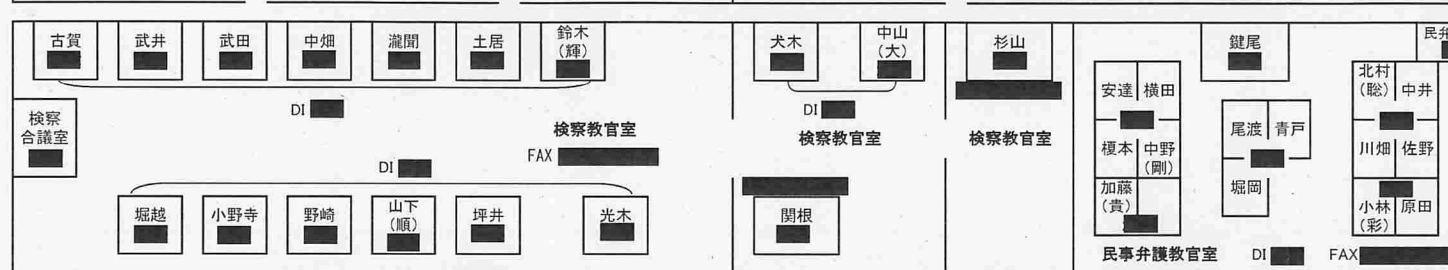 古賀
武井
武田
中畑
瀧聞
土居
鈴木
(輝)
犬木
中山
(大)
杉山
鍵尾
民弁
検察
合議室
DI
DI
検察教官室
FAX
DI
検察教官室
検察教官室
安達 横田
榎本 中野
(剛)
加藤
(貴)
尾渡 青戸
堀岡
北村
(聡) 中井
川畑 佐野
小林 原田
(彩)
堀越
小野寺
野崎
山下
(順)
坪井
光木
関根
民事弁護教官室 DI FAX